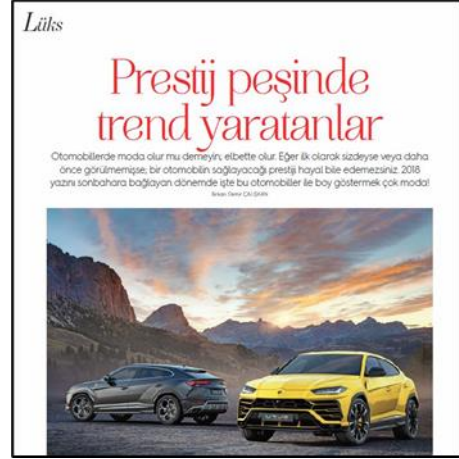 Lüks
Prestij peşinde
trend yaratanlar
Otomobillerde moda olur mu demeyin; elbette olur. Eğer ilk olarak sizdeyse veya daha
önce görülmemişse; bir otomobilin sağlayacağı prestiji hayal bile edemezsiniz. 2018
yazını sonbahara bağlayan dönemde işte bu otomobiller ile boy göstermek çok moda!